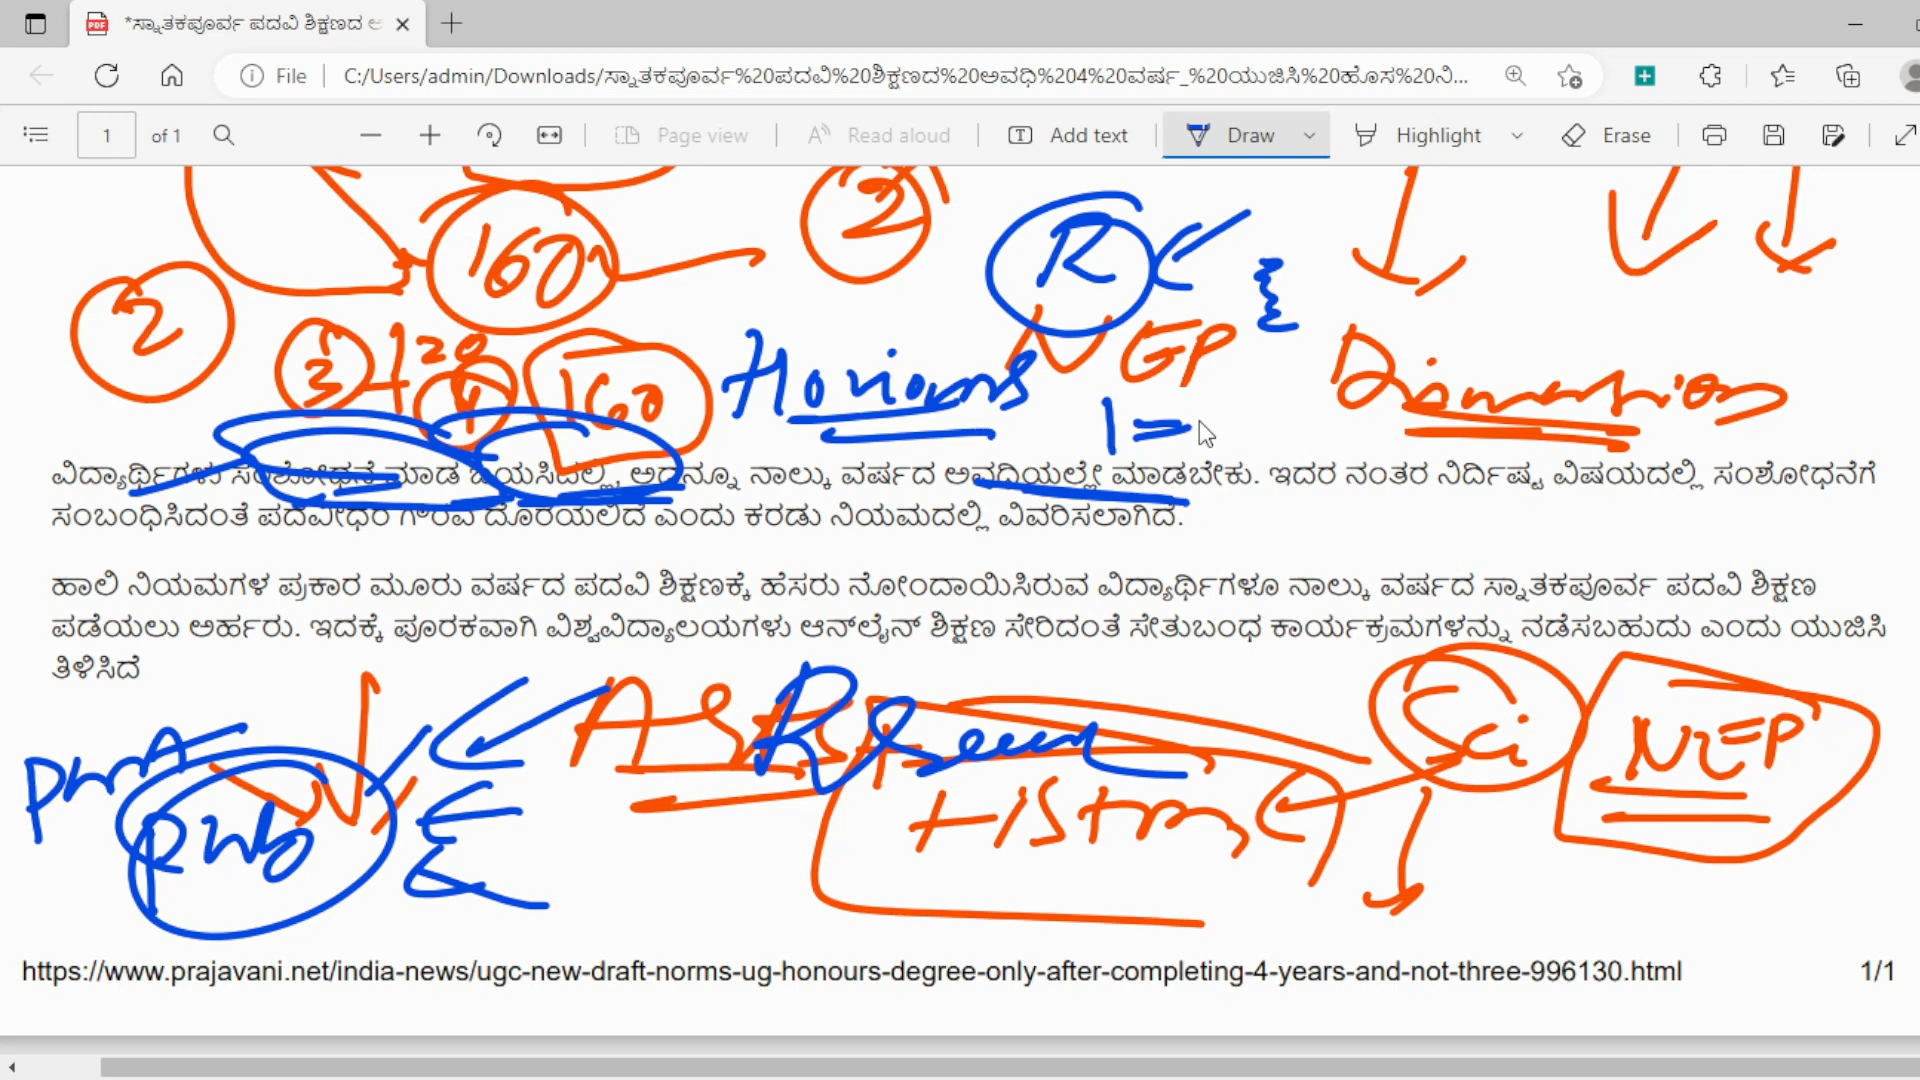 *ಸ್ನಾತಕಪೂರ್ವ ಪದವಿ ಶಿಕ್ಷಣದ ಅ
File C:/Users/admin/Downloads/ಸ್ನಾತಕಪೂರ್ವ%20ಪದವಿ%20ಶಿಕ್ಷಣದ%20ಅವಧಿ%204%20ವರ್ಷ_%20ಯುಜಿಸಿ%20ಹೊಸ%20ನಿ...
1 of 1 Page view Read aloud Add text Draw Highlight Erase
160 2 R
2 3 120 4 160 Honours NEP Dismession
1 =
ವಿದ್ಯಾರ್ಥಿಗಳು ಸಂಶೋಧನೆ ಮಾಡ ಬಯಸಿದಲ್ಲಿ, ಅದನ್ನೂ ನಾಲ್ಕು ವರ್ಷದ ಅವಧಿಯಲ್ಲೇ ಮಾಡಬೇಕು. ಇದರ ನಂತರ ನಿರ್ದಿಷ್ಟ ವಿಷಯದಲ್ಲಿ ಸಂಶೋಧನೆಗೆ
ಸಂಬಂಧಿಸಿದಂತೆ ಪದವೀಧರ ಗೌರವ ದೊರೆಯಲಿದೆ ಎಂದು ಕರಡು ನಿಯಮದಲ್ಲಿ ವಿವರಿಸಲಾಗಿದೆ.
ಹಾಲಿ ನಿಯಮಗಳ ಪ್ರಕಾರ ಮೂರು ವರ್ಷದ ಪದವಿ ಶಿಕ್ಷಣಕ್ಕೆ ಹೆಸರು ನೋಂದಾಯಿಸಿರುವ ವಿದ್ಯಾರ್ಥಿಗಳೂ ನಾಲ್ಕು ವರ್ಷದ ಸ್ನಾತಕಪೂರ್ವ ಪದವಿ ಶಿಕ್ಷಣ
ಪಡೆಯಲು ಅರ್ಹರು. ಇದಕ್ಕೆ ಪೂರಕವಾಗಿ ವಿಶ್ವವಿದ್ಯಾಲಯಗಳು ಆನ್‌ಲೈನ್ ಶಿಕ್ಷಣ ಸೇರಿದಂತೆ ಸೇತುಬಂಧ ಕಾರ್ಯಕ್ರಮಗಳನ್ನು ನಡೆಸಬಹುದು ಎಂದು ಯುಜಿಸಿ
ತಿಳಿಸಿದೆ
Sci NEP
History
https://www.prajavani.net/india-news/ugc-new-draft-norms-ug-honours-degree-only-after-completing-4-years-and-not-three-996130.html 1/1